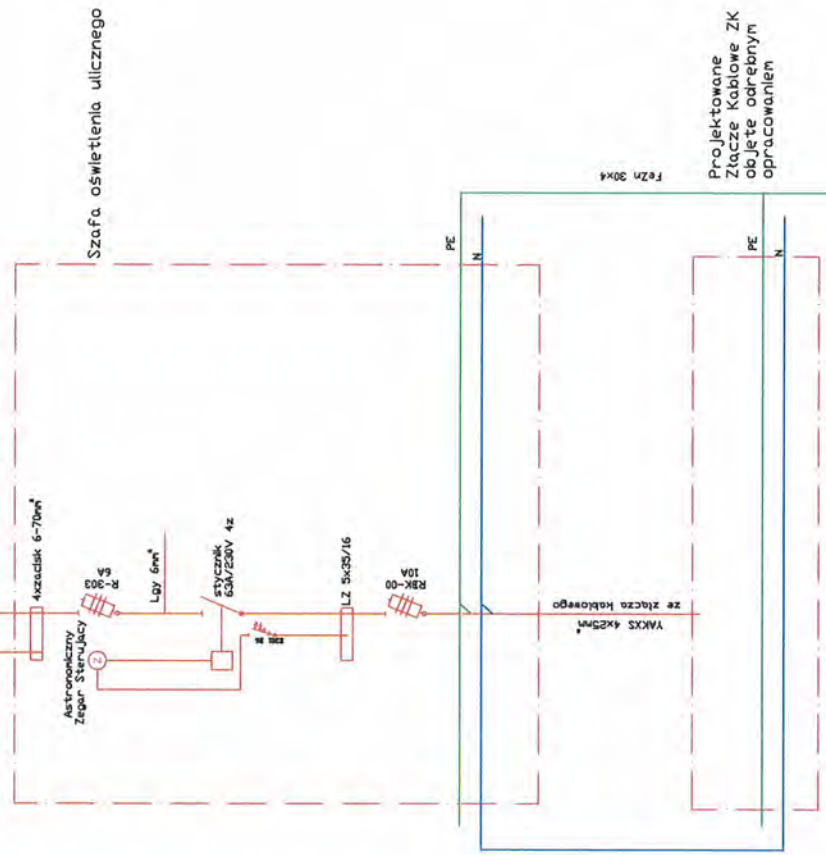 Szafa oświetlenia ulicznego
4xzacisk 6-70mm²
R-303
6A
Astronomiczny
Zegar Sterujący
Z
Lgy 6mm²
stycznik
63A/230V 4z
LZ 5x35/16
RBK-00
10A
PE
N
FeZn 30x4
YAKXS 4x25mm²
ze złącza kablowego
Projektowane
Złącze Kablowe ZK
objęte odrębnym
opracowaniem
PE
N